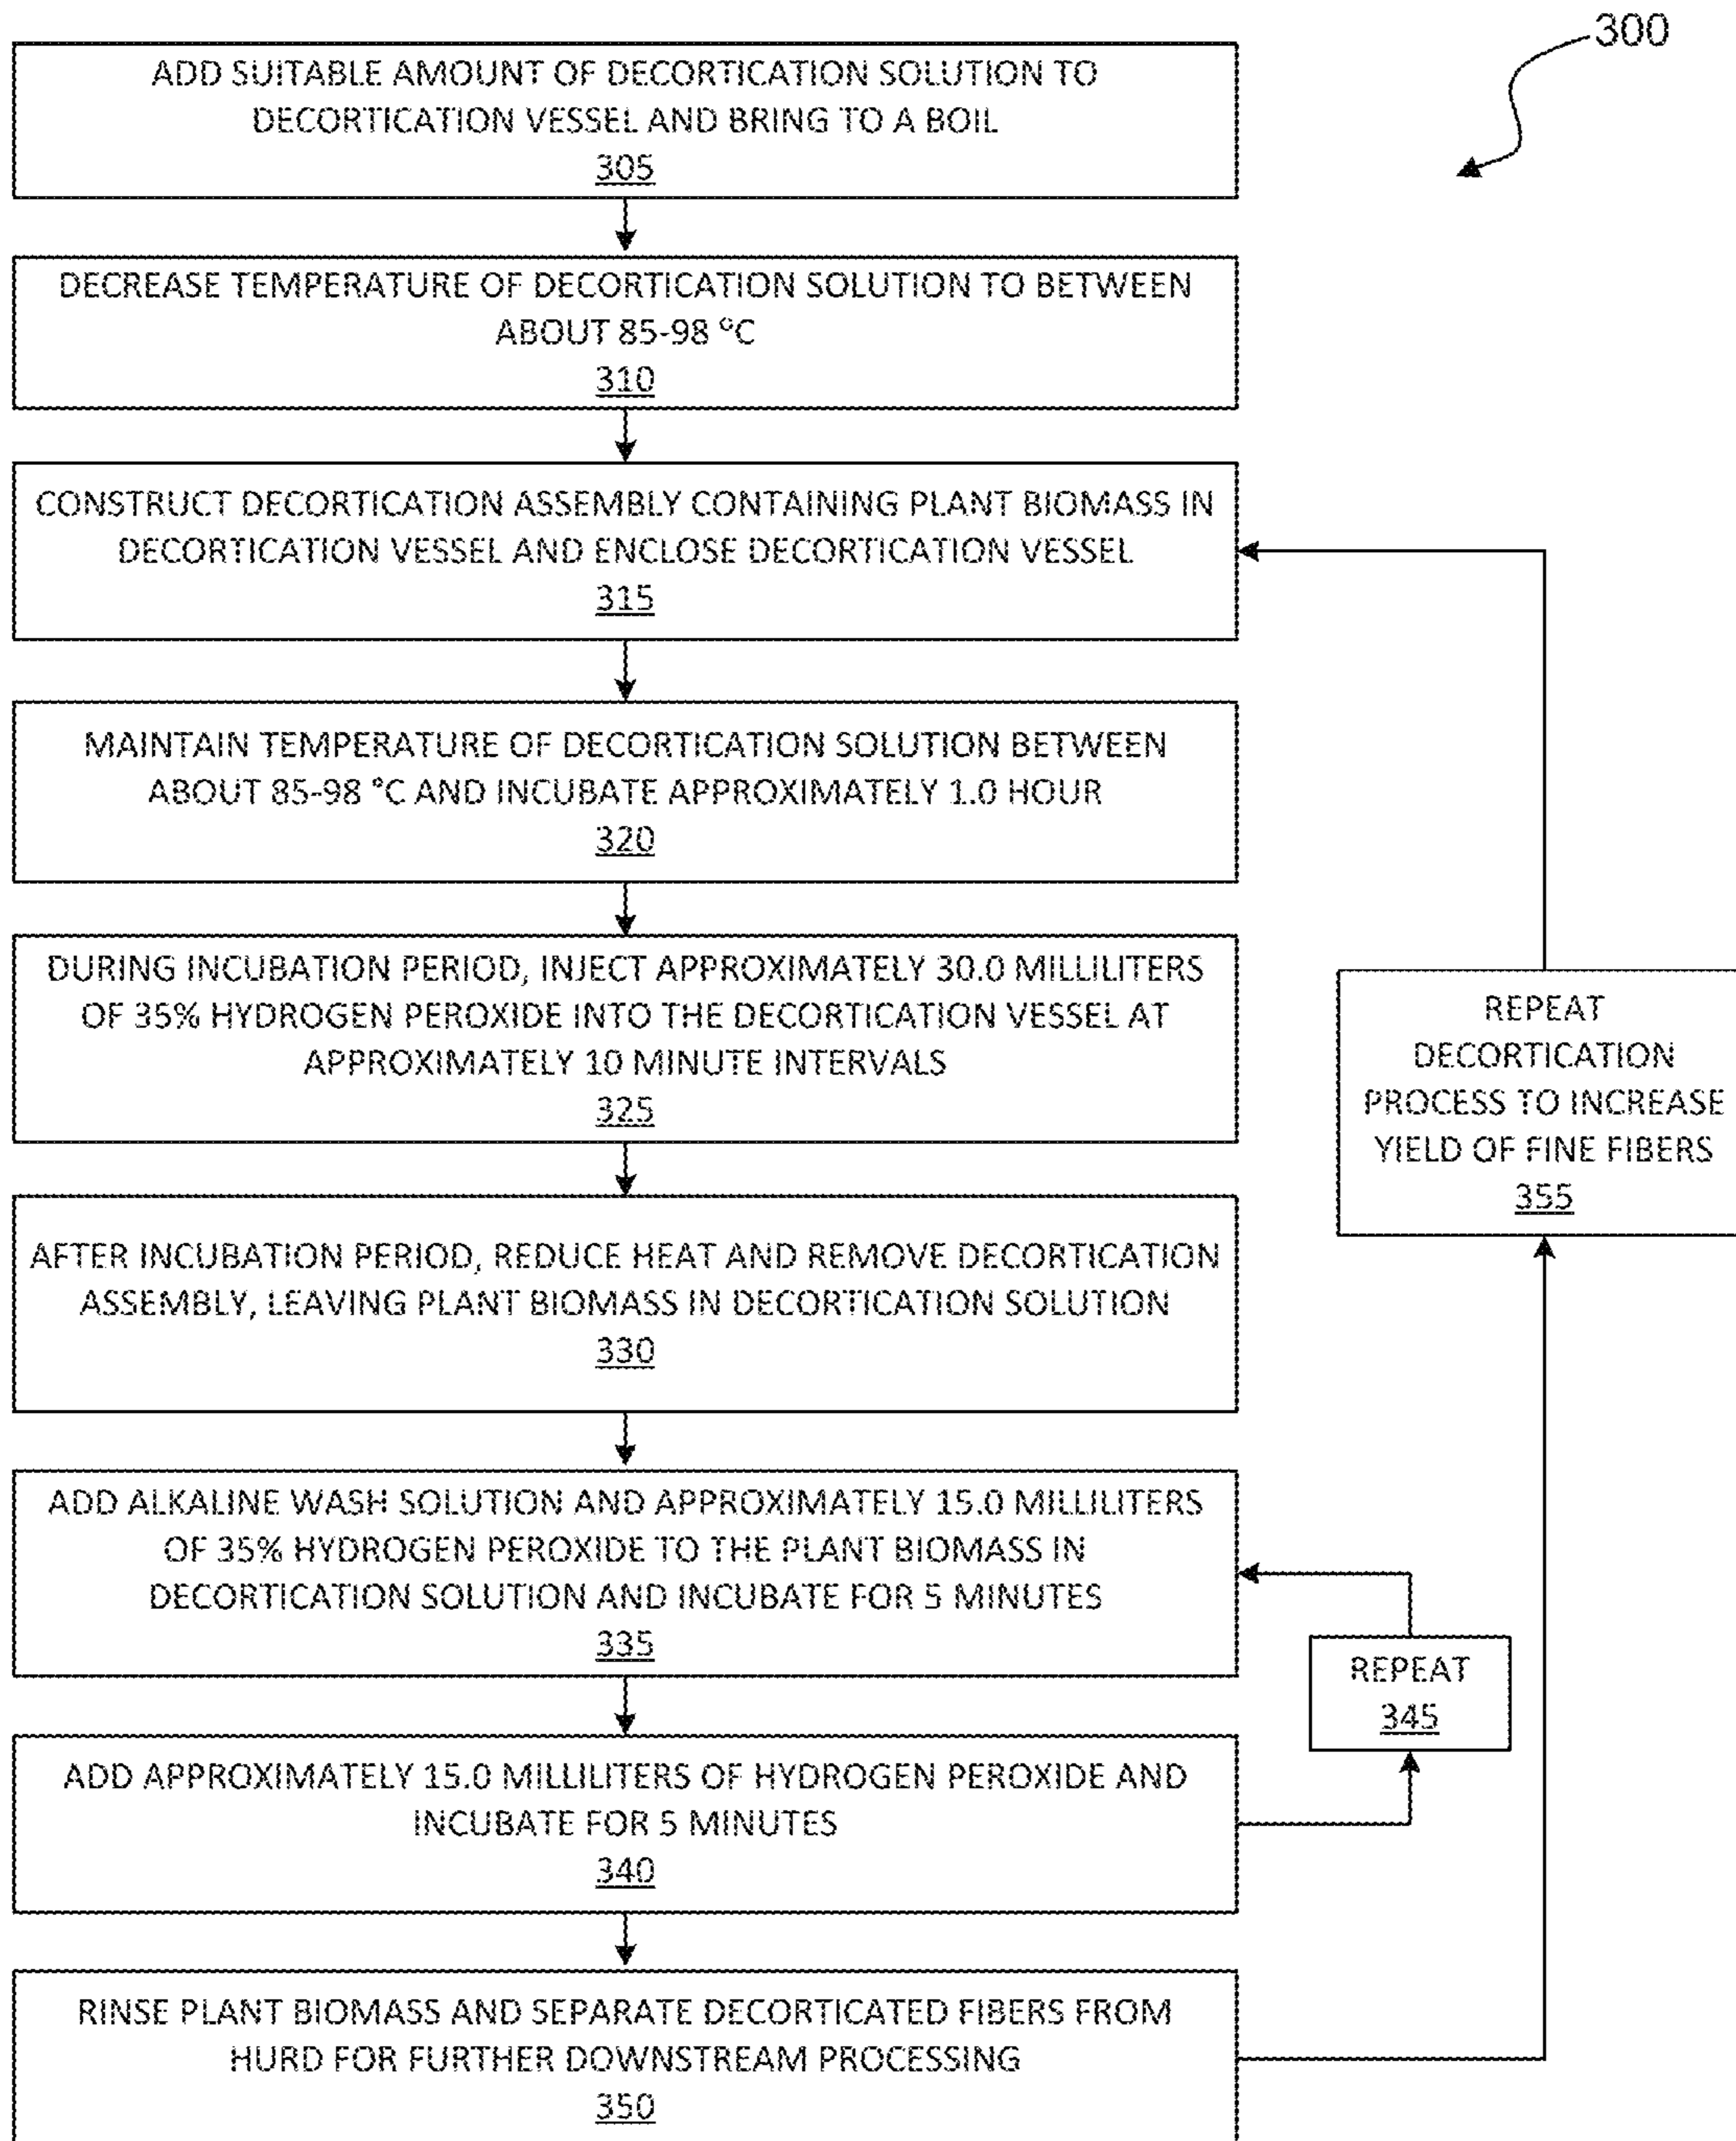 300
ADD SUITABLE AMOUNT OF DECORTICATION SOLUTION TO
DECORTICATION VESSEL AND BRING TO A BOIL
305
DECREASE TEMPERATURE OF DECORTICATION SOLUTION TO BETWEEN
ABOUT 85-98 °C
310
CONSTRUCT DECORTICATION ASSEMBLY CONTAINING PLANT BIOMASS IN
DECORTICATION VESSEL AND ENCLOSE DECORTICATION VESSEL
315
MAINTAIN TEMPERATURE OF DECORTICATION SOLUTION BETWEEN
ABOUT 85-98 °C AND INCUBATE APPROXIMATELY 1.0 HOUR
320
DURING INCUBATION PERIOD, INJECT APPROXIMATELY 30.0 MILLILITERS
OF 35% HYDROGEN PEROXIDE INTO THE DECORTICATION VESSEL AT
APPROXIMATELY 10 MINUTE INTERVALS
325
AFTER INCUBATION PERIOD, REDUCE HEAT AND REMOVE DECORTICATION
ASSEMBLY, LEAVING PLANT BIOMASS IN DECORTICATION SOLUTION
330
ADD ALKALINE WASH SOLUTION AND APPROXIMATELY 15.0 MILLILITERS
OF 35% HYDROGEN PEROXIDE TO THE PLANT BIOMASS IN
DECORTICATION SOLUTION AND INCUBATE FOR 5 MINUTES
335
ADD APPROXIMATELY 15.0 MILLILITERS OF HYDROGEN PEROXIDE AND
INCUBATE FOR 5 MINUTES
340
REPEAT
345
RINSE PLANT BIOMASS AND SEPARATE DECORTICATED FIBERS FROM
HURD FOR FURTHER DOWNSTREAM PROCESSING
350
REPEAT
DECORTICATION
PROCESS TO INCREASE
YIELD OF FINE FIBERS
355